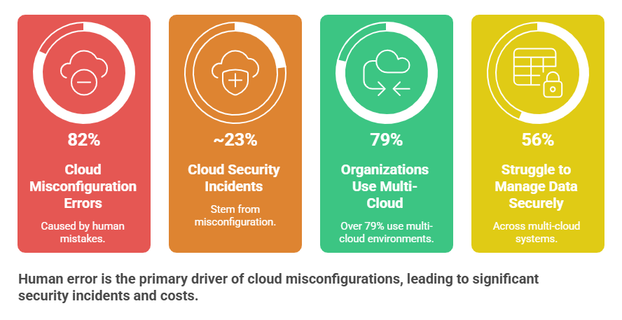 82%
Cloud
Misconfiguration
Errors
Caused by human
mistakes.
~23%
Cloud Security
Incidents
Stem from
misconfiguration.
79%
Organizations
Use Multi-
Cloud
Over 79% use multi-
cloud environments.
56%
Struggle to
Manage Data
Securely
Across multi-cloud
systems.
Human error is the primary driver of cloud misconfigurations, leading to significant
security incidents and costs.